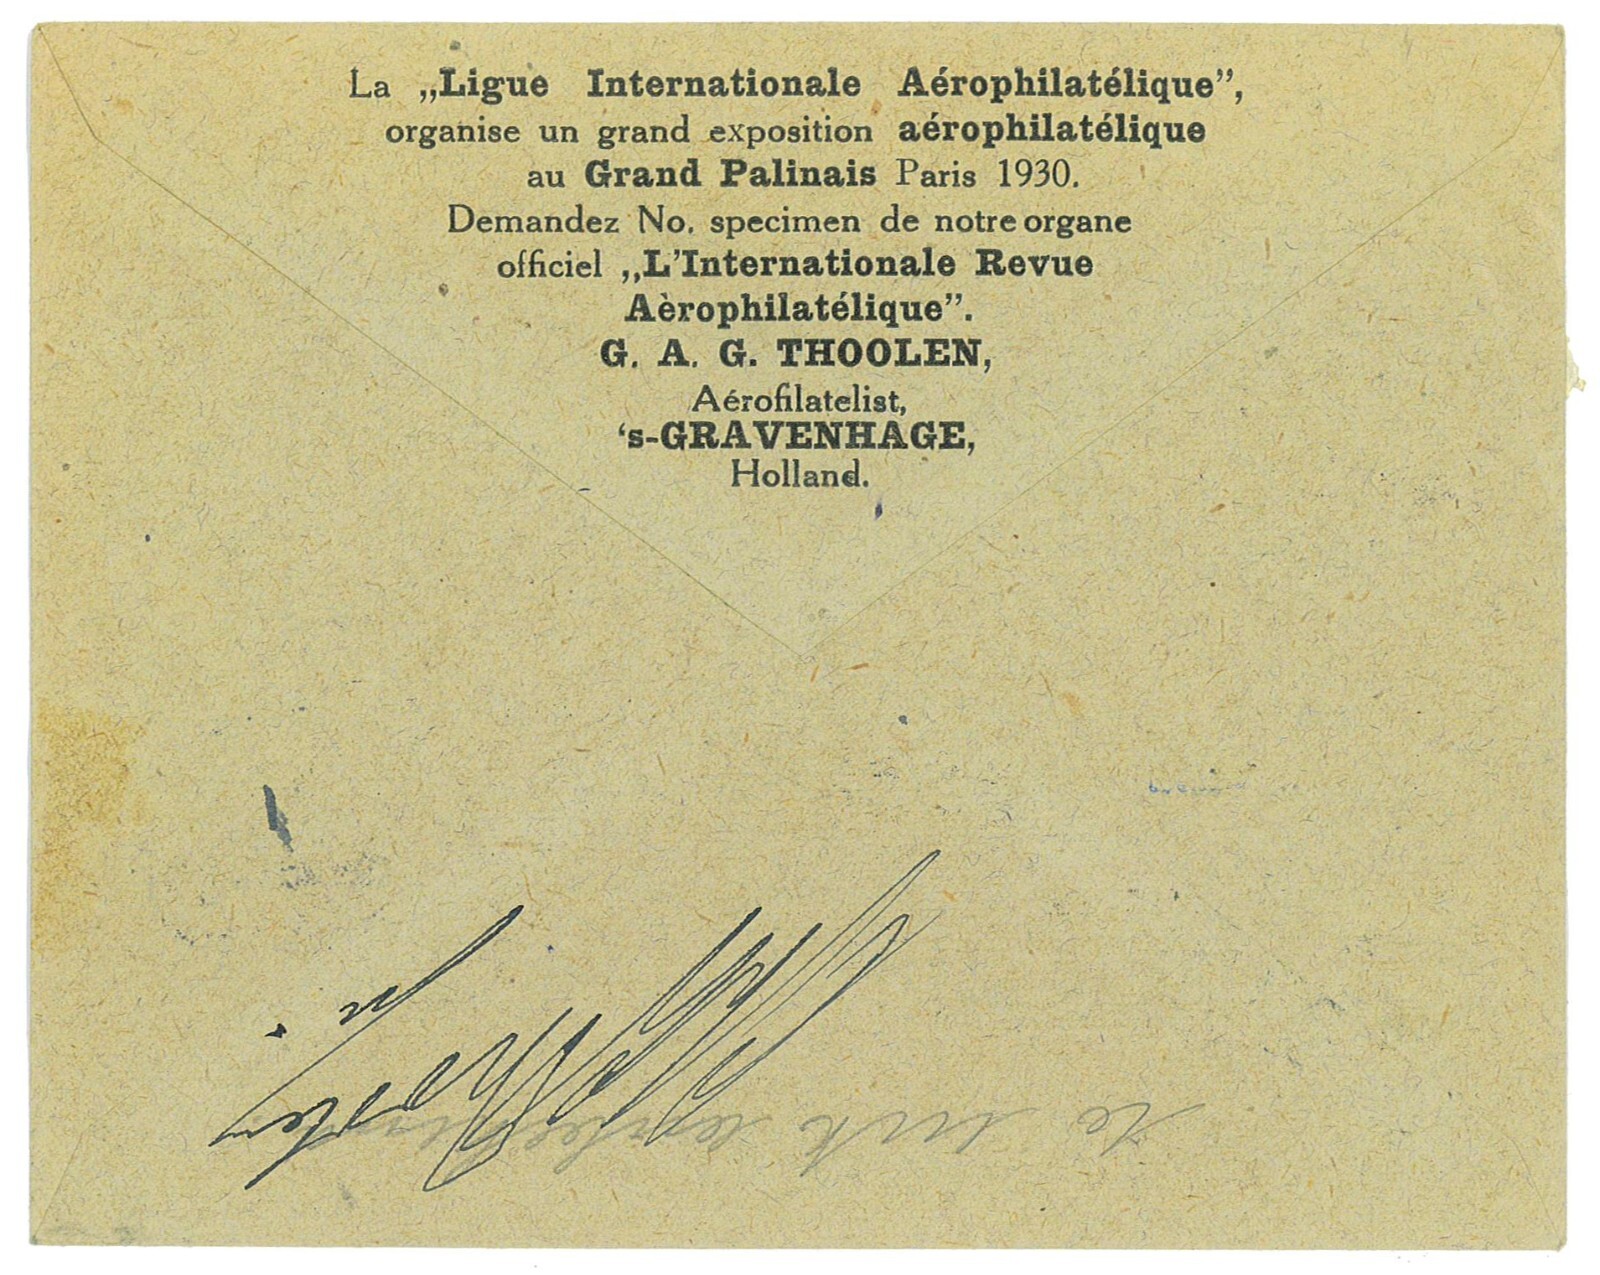 La „Ligue Internationale Aérophilatélique”,
organise un grand exposition aérophilatélique
au Grand Palinais Paris 1930.
Demandez No. specimen de notre organe
officiel „L'Internationale Revue
Aèrophilatélique”.
G. A. G. THOOLEN,
Aérofilatelist,
‘s-GRAVENHAGE,
Holland.